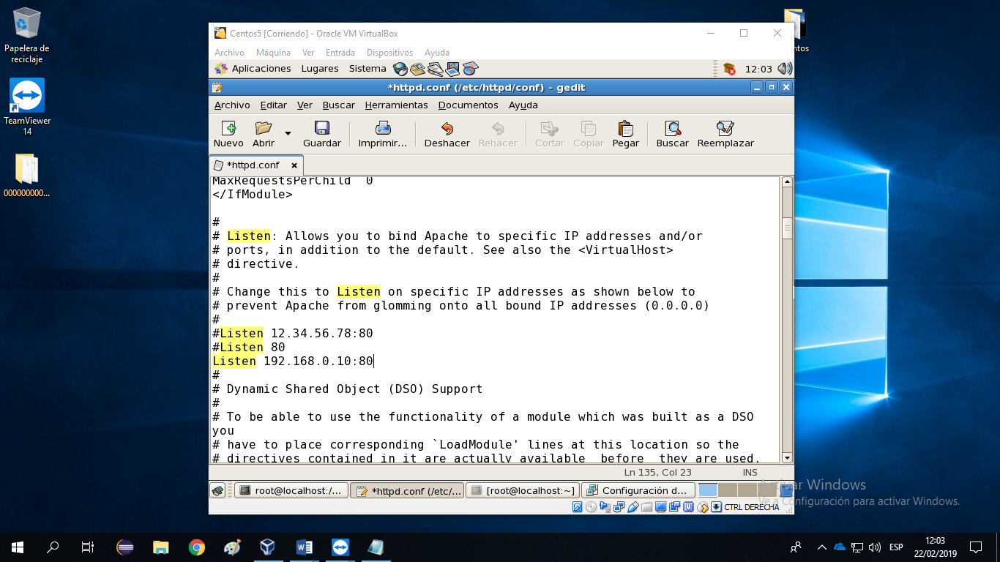 Papelera de
reciclaje
TeamViewer
14
000000000...
ntos
Centos5 [Corriendo] - Oracle VM VirtualBox
Archivo Máquina Ver Entrada Dispositivos Ayuda
Aplicaciones Lugares Sistema 12:03
*httpd.conf (/etc/httpd/conf) - gedit
Archivo Editar Ver Buscar Herramientas Documentos Ayuda
Nuevo Abrir Guardar Imprimir... Deshacer Rehacer Cortar Copiar Pegar Buscar Reemplazar
*httpd.conf
MaxRequestsPerChild 0
</IfModule>
#
# Listen: Allows you to bind Apache to specific IP addresses and/or
# ports, in addition to the default. See also the <VirtualHost>
# directive.
#
# Change this to Listen on specific IP addresses as shown below to
# prevent Apache from glomming onto all bound IP addresses (0.0.0.0)
#
#Listen 12.34.56.78:80
#Listen 80
Listen 192.168.0.10:80
#
# Dynamic Shared Object (DSO) Support
#
# To be able to use the functionality of a module which was built as a DSO
you
# have to place corresponding `LoadModule' lines at this location so the
# directives contained in it are actually available before they are used.
Ln 135, Col 23 INS
root@localhost:/... *httpd.conf (/etc/... [root@localhost:~] Configuración d...
CTRL DERECHA
Activar Windows
Ve a Configuración para activar Windows.
ESP
12:03
22/02/2019